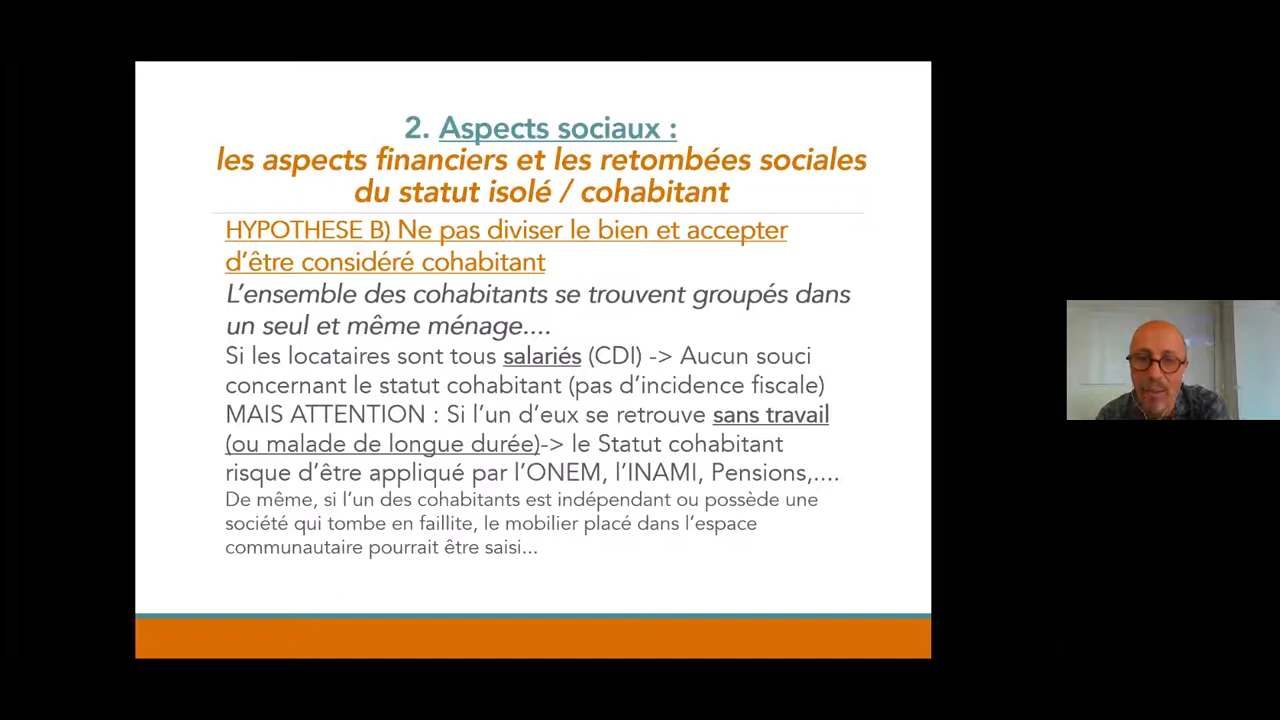 2. Aspects sociaux :
les aspects financiers et les retombées sociales
du statut isolé / cohabitant
HYPOTHESE B) Ne pas diviser le bien et accepter
d’être considéré cohabitant
L’ensemble des cohabitants se trouvent groupés dans
un seul et même ménage....
Si les locataires sont tous salariés (CDI) -> Aucun souci
concernant le statut cohabitant (pas d’incidence fiscale)
MAIS ATTENTION : Si l’un d’eux se retrouve sans travail
(ou malade de longue durée)-> le Statut cohabitant
risque d’être appliqué par l’ONEM, l’INAMI, Pensions,....
De même, si l’un des cohabitants est indépendant ou possède une
société qui tombe en faillite, le mobilier placé dans l’espace
communautaire pourrait être saisi...